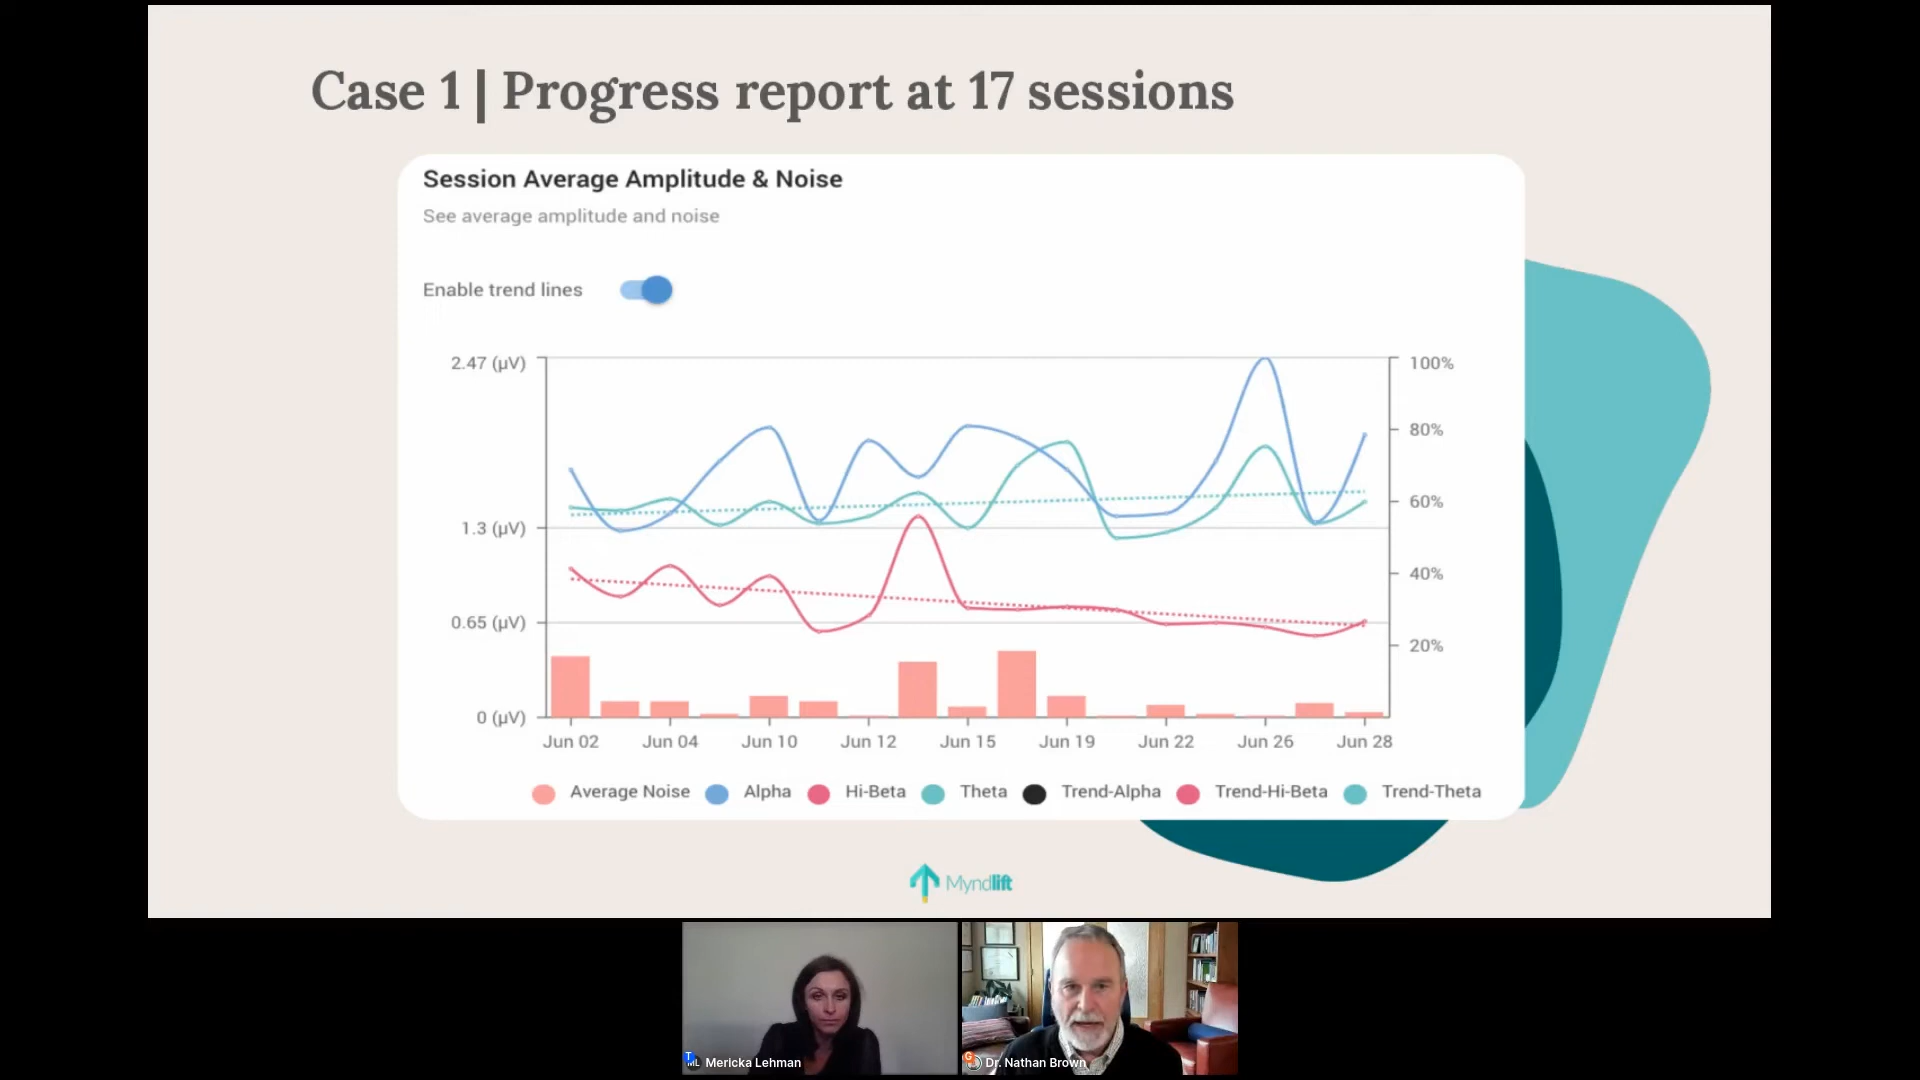 Case 1 | Progress report at 17 sessions
Session Average Amplitude & Noise
See average amplitude and noise
Enable trend lines
2.47 (µV)
1.3 (µV)
0.65 (µV)
0 (µV)
100%
80%
60%
40%
20%
Jun 02 Jun 04 Jun 10 Jun 12 Jun 15 Jun 19 Jun 22 Jun 26 Jun 28
Average Noise Alpha Hi-Beta Theta Trend-Alpha Trend-Hi-Beta Trend-Theta
Myndlift
T ML Mericka Lehman
G Dr. Nathan Brown